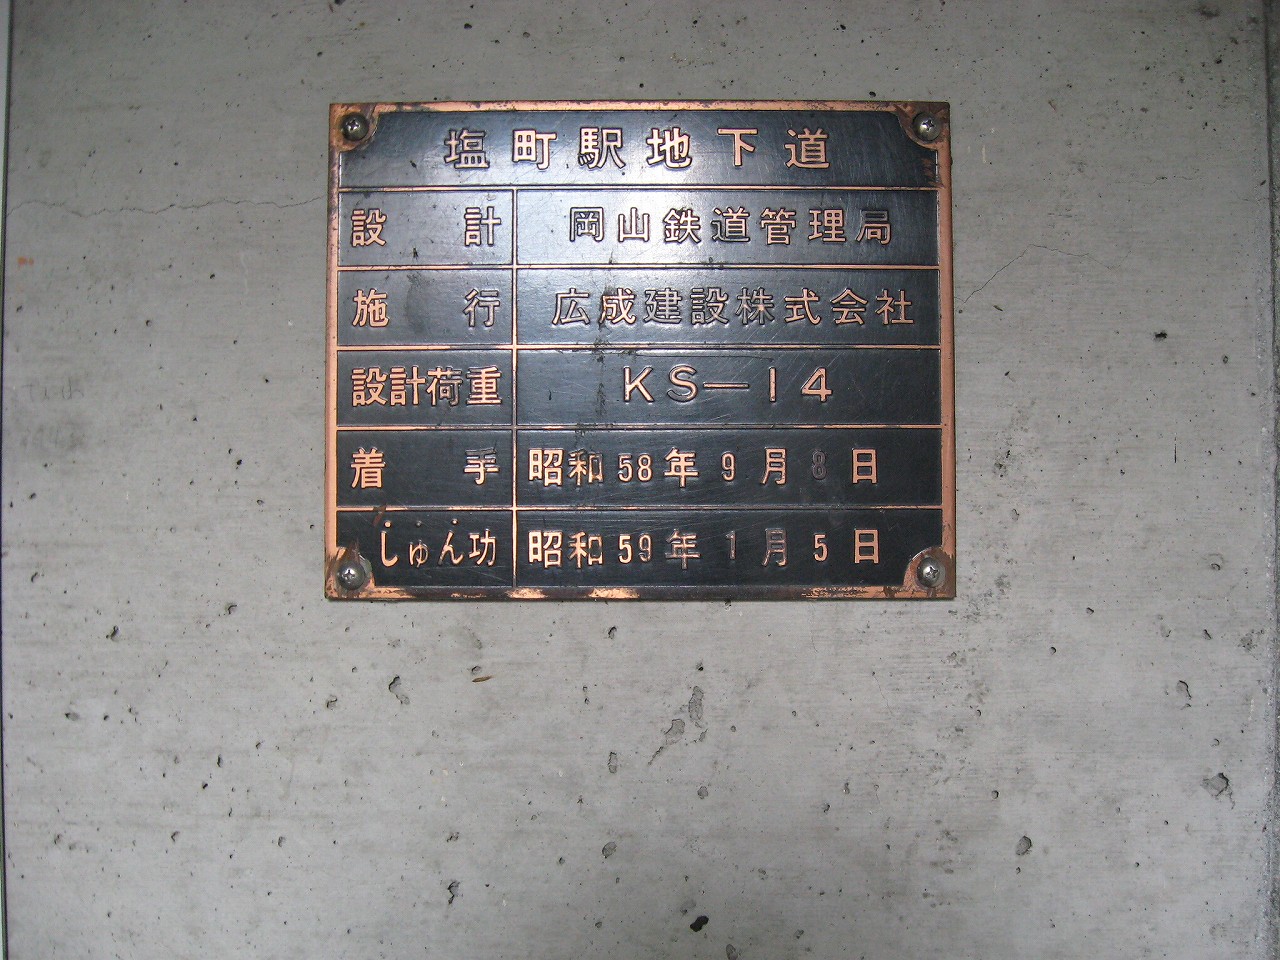 塩町駅地下道
設計 岡山鉄道管理局
施行 広成建設株式会社
設計荷重 KS—14
着手 昭和58年9月8日
しゅん功 昭和59年1月5日